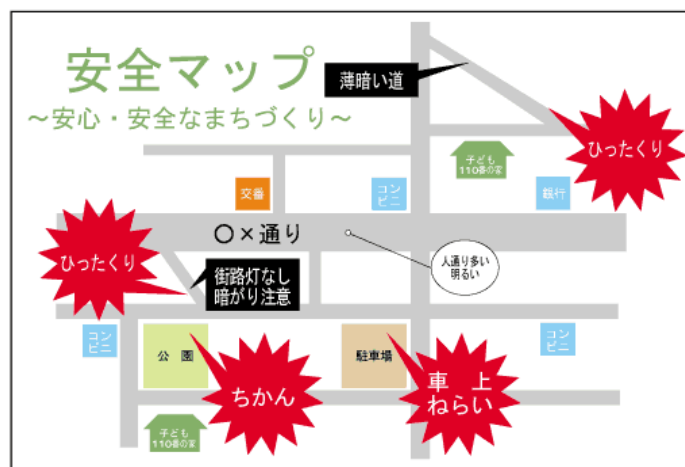 安全マップ
～安心・安全なまちづくり～
薄暗い道
ひったくり
子ども
110番の家
交番
コン
ビニ
銀行
〇×通り
人通り多い
明るい
ひったくり
街路灯なし
暗がり注意
コン
ビニ
公園
駐車場
コン
ビニ
ちかん
車上
ねらい
子ども
110番の家